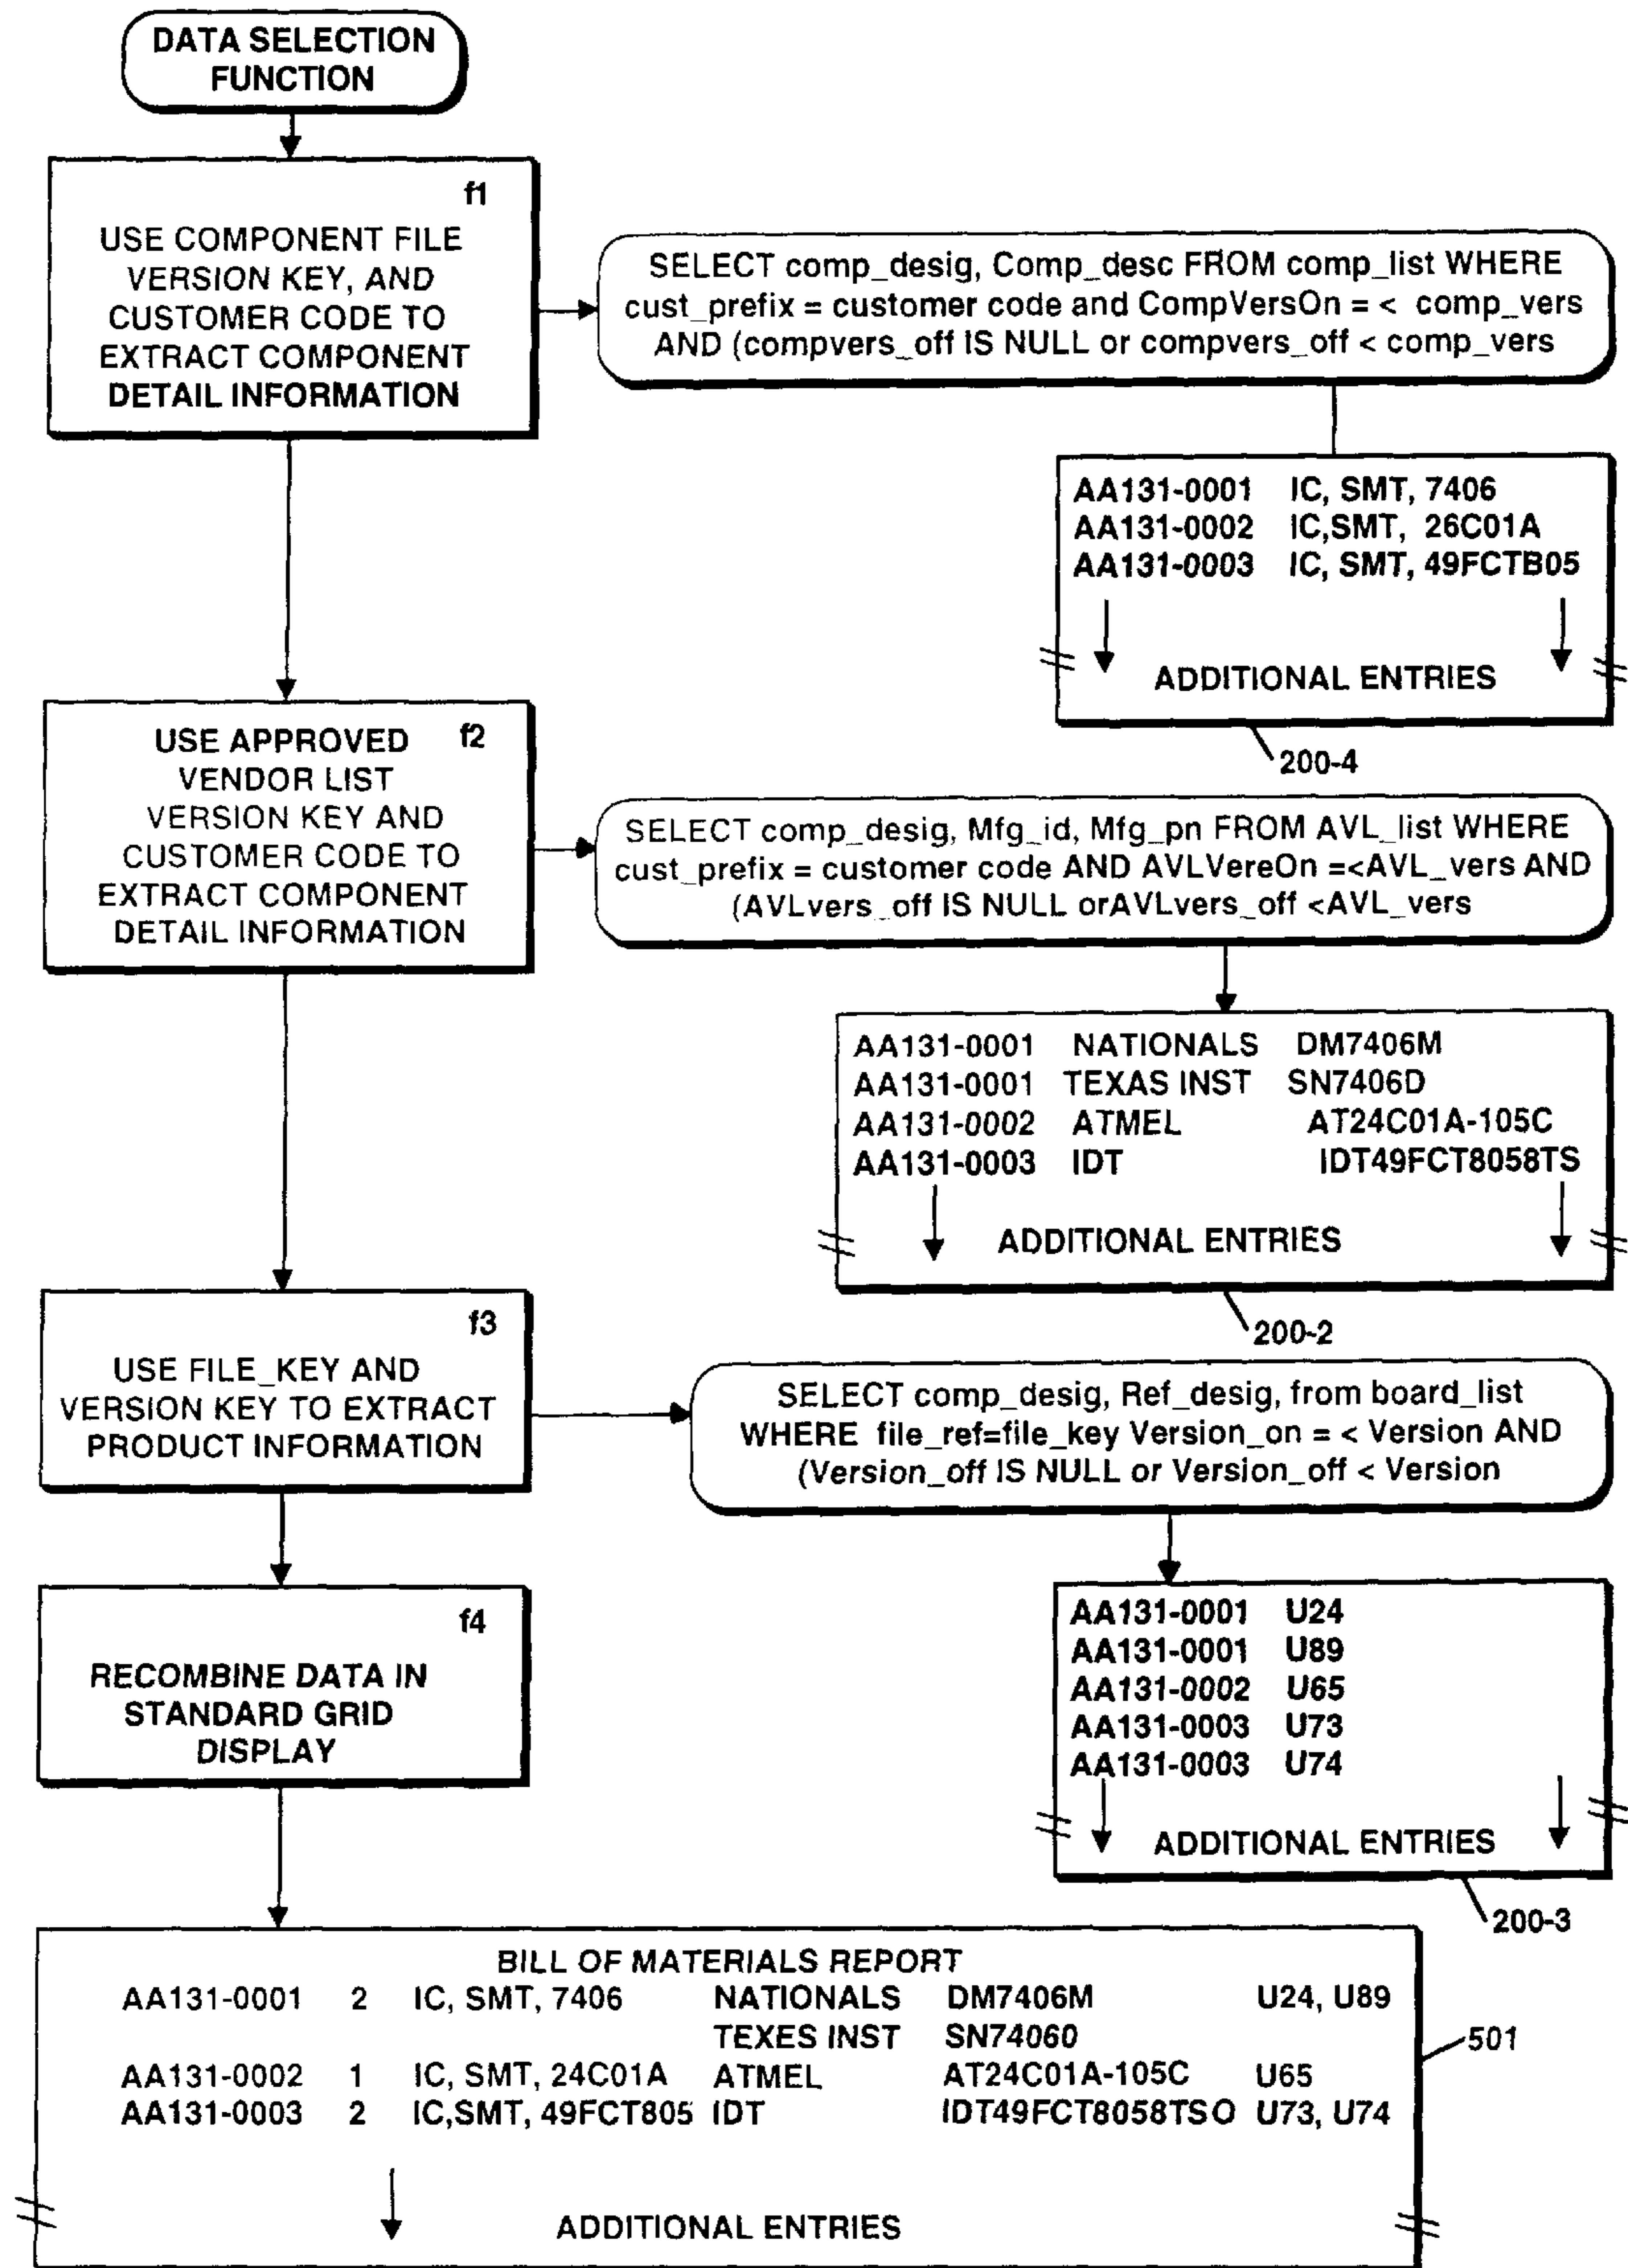 DATA SELECTION
FUNCTION
f1
USE COMPONENT FILE
VERSION KEY, AND
CUSTOMER CODE TO
EXTRACT COMPONENT
DETAIL INFORMATION
SELECT comp_desig, Comp_desc FROM comp_list WHERE
cust_prefix = customer code and CompVersOn = < comp_vers
AND (compvers_off IS NULL or compvers_off < comp_vers
AA131-0001 IC, SMT, 7406
AA131-0002 IC,SMT, 26C01A
AA131-0003 IC, SMT, 49FCTB05
ADDITIONAL ENTRIES
200-4
USE APPROVED f2
VENDOR LIST
VERSION KEY AND
CUSTOMER CODE TO
EXTRACT COMPONENT
DETAIL INFORMATION
SELECT comp_desig, Mfg_id, Mfg_pn FROM AVL_list WHERE
cust_prefix = customer code AND AVLVereOn =<AVL_vers AND
(AVLvers_off IS NULL orAVLvers_off <AVL_vers
AA131-0001 NATIONALS DM7406M
AA131-0001 TEXAS INST SN7406D
AA131-0002 ATMEL AT24C01A-105C
AA131-0003 IDT IDT49FCT8058TS
ADDITIONAL ENTRIES
200-2
f3
USE FILE_KEY AND
VERSION KEY TO EXTRACT
PRODUCT INFORMATION
SELECT comp_desig, Ref_desig, from board_list
WHERE file_ref=file_key Version_on = < Version AND
(Version_off IS NULL or Version_off < Version
f4
RECOMBINE DATA IN
STANDARD GRID
DISPLAY
AA131-0001 U24
AA131-0001 U89
AA131-0002 U65
AA131-0003 U73
AA131-0003 U74
ADDITIONAL ENTRIES
200-3
BILL OF MATERIALS REPORT
AA131-0001 2 IC, SMT, 7406 NATIONALS DM7406M U24, U89
TEXES INST SN74060
AA131-0002 1 IC, SMT, 24C01A ATMEL AT24C01A-105C U65
AA131-0003 2 IC,SMT, 49FCT805 IDT IDT49FCT8058TSO U73, U74
ADDITIONAL ENTRIES
501